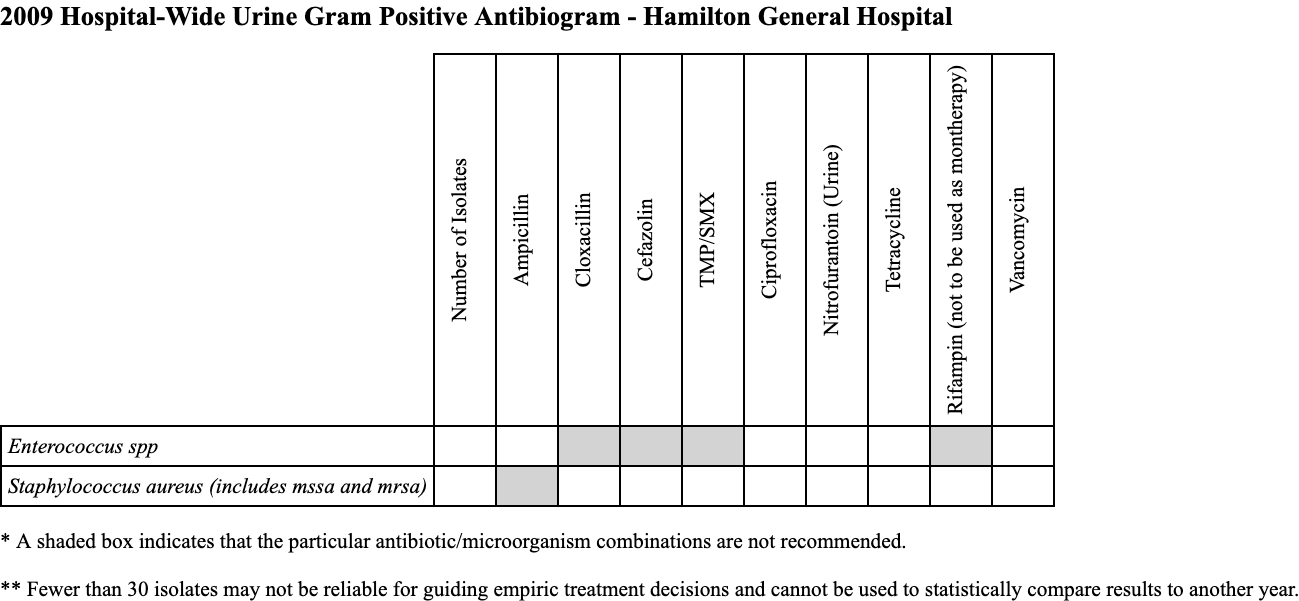 2009 Hospital-Wide Urine Gram Positive Antibiogram - Hamilton General Hospital
Number of Isolates
Ampicillin
Cloxacillin
Cefazolin
TMP/SMX
Ciprofloxacin
Nitrofurantoin (Urine)
Tetracycline
Rifampin (not to be used as montherapy)
Vancomycin
Enterococcus spp
Staphylococcus aureus (includes mssa and mrsa)
* A shaded box indicates that the particular antibiotic/microorganism combinations are not recommended.
** Fewer than 30 isolates may not be reliable for guiding empiric treatment decisions and cannot be used to statistically compare results to another year.